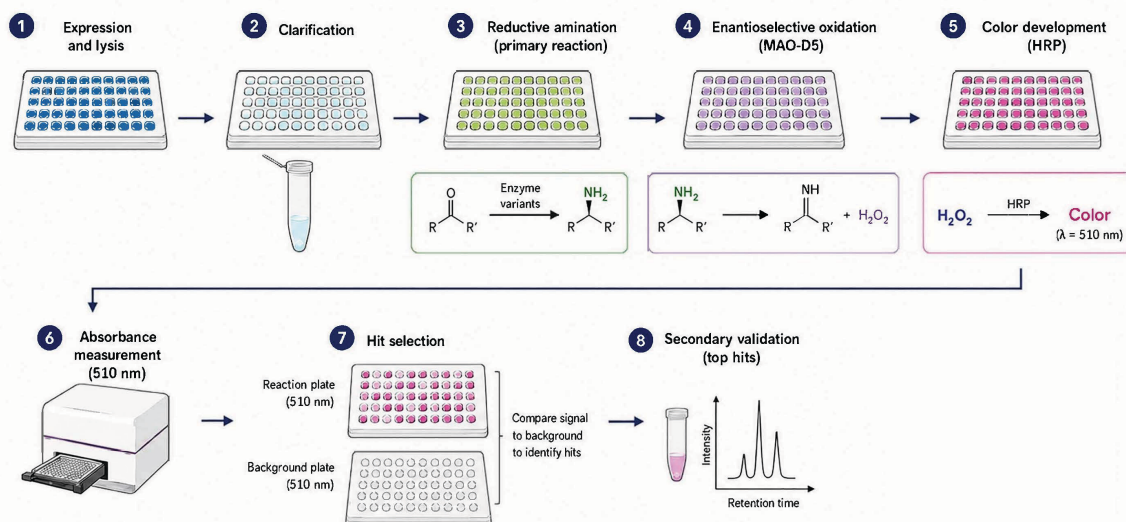 1
Expression
and lysis
2
Clarification
3
Reductive amination
(primary reaction)
4
Enantioselective oxidation
(MAO-D5)
5
Color development
(HRP)
O
R R'
Enzyme
variants
NH₂
R R'
NH₂
R R'
NH
R R'
+ H₂O₂
H₂O₂
HRP
Color
(λ = 510 nm)
6
Absorbance
measurement
(510 nm)
7
Hit selection
Reaction plate
(510 nm)
Background plate
(510 nm)
Compare signal
to background
to identify hits
8
Secondary validation
(top hits)
Intensity
Retention time